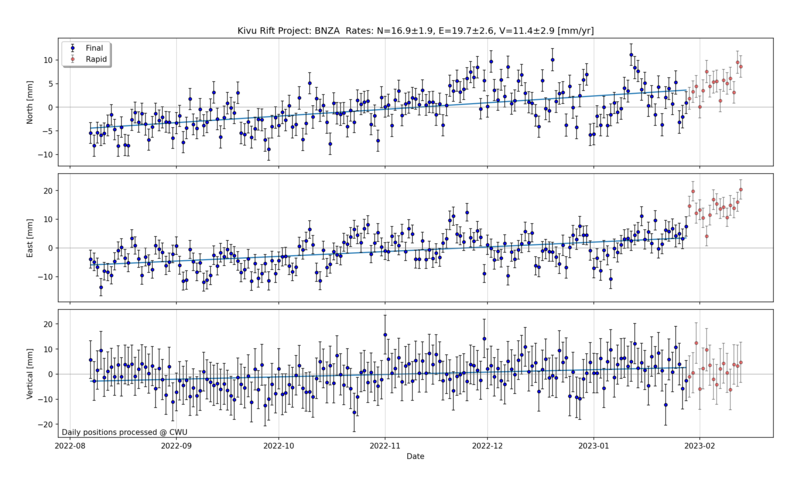 Kivu Rift Project: BNZA  Rates: N=16.9±1.9, E=19.7±2.6, V=11.4±2.9 [mm/yr]
Final
Rapid
North [mm]
10
5
0
−5
−10
East [mm]
20
10
0
−10
Vertical [mm]
20
10
0
−10
−20
Daily positions processed @ CWU
2022-08 2022-09 2022-10 2022-11 2022-12 2023-01 2023-02
Date